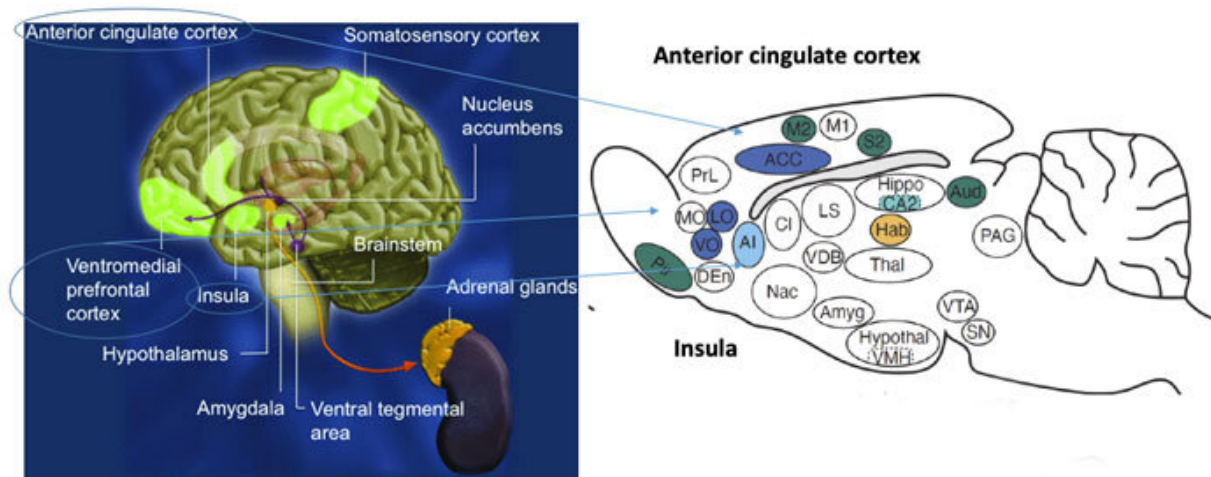 Anterior cingulate cortex
Somatosensory cortex
Nucleus
accumbens
Brainstem
Ventromedial
prefrontal
cortex
Insula
Adrenal glands
Hypothalamus
Amygdala
Ventral tegmental
area
Anterior cingulate cortex
M2
M1
S2
ACC
PrL
Hippo
CA2
Aud
MO
LO
VO
AI
Cl
LS
Hab
PAG
Pir
DEn
VDB
Thal
Nac
Amyg
VTA
SN
Hypothal
VMH
Insula